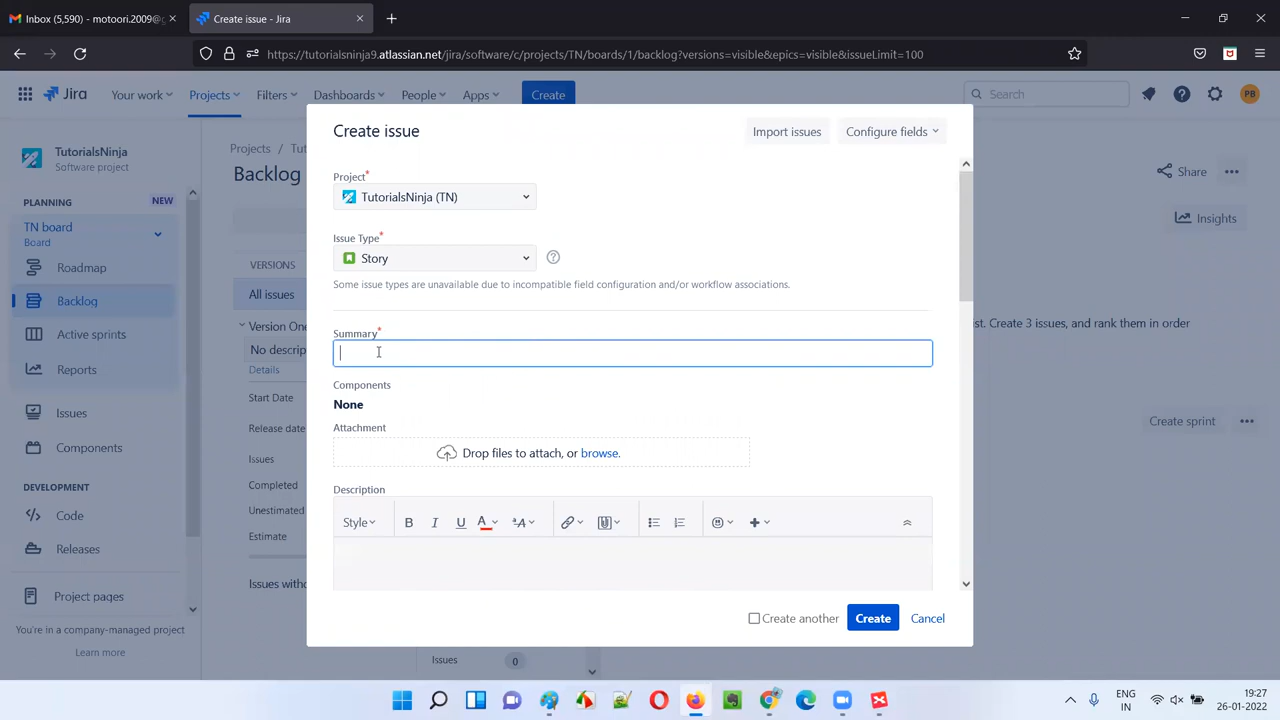 Inbox (5,590) - motoori.2009@g
Create issue - Jira
https://tutorialsninja9.atlassian.net/jira/software/c/projects/TN/boards/1/backlog?versions=visible&epics=visible&issueLimit=100
Jira
Your work
Projects
Filters
Dashboards
People
Apps
Create
Search
PB
TutorialsNinja
Software project
PLANNING
NEW
TN board
Board
Roadmap
Backlog
Active sprints
Reports
Issues
Components
DEVELOPMENT
Code
Releases
Project pages
You're in a company-managed project
Learn more
Projects
Tut
Backlog
VERSIONS
All issues
Version One
No descrip
Details
Start Date
Release date
Issues
Completed
Unestimated
Estimate
Issues witho
Issues
0
Share
Insights
st. Create 3 issues, and rank them in order
Create sprint
Create issue
Import issues
Configure fields
Project*
TutorialsNinja (TN)
Issue Type*
Story
Some issue types are unavailable due to incompatible field configuration and/or workflow associations.
Summary*
Components
None
Attachment
Drop files to attach, or browse.
Description
Style
B
I
U
A
A
Create another
Create
Cancel
ENG
IN
19:27
26-01-2022